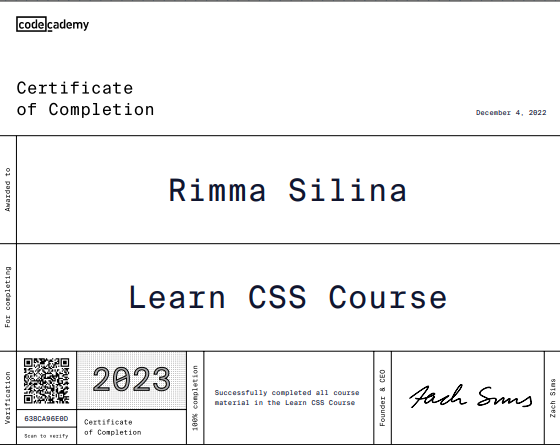 codecademy
Certificate
of Completion
December 4, 2022
Awarded to
Rimma Silina
For completing
Learn CSS Course
Verification
638CA96E0D
Scan to verify
2023
Certificate
of Completion
100% completion
Successfully completed all course
material in the Learn CSS Course
Founder & CEO
Zach Sims
Zach Sims